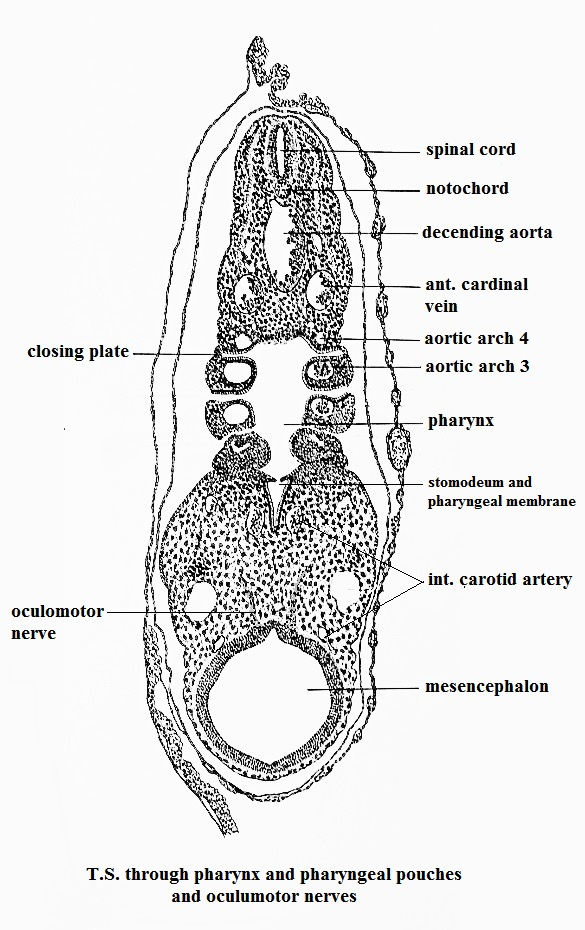 spinal cord
notochord
decending aorta
ant. cardinal
vein
aortic arch 4
closing plate
aortic arch 3
pharynx
stomodeum and
pharyngeal membrane
int. carotid artery
oculomotor
nerve
mesencephalon
T.S. through pharynx and pharyngeal pouches
and oculumotor nerves